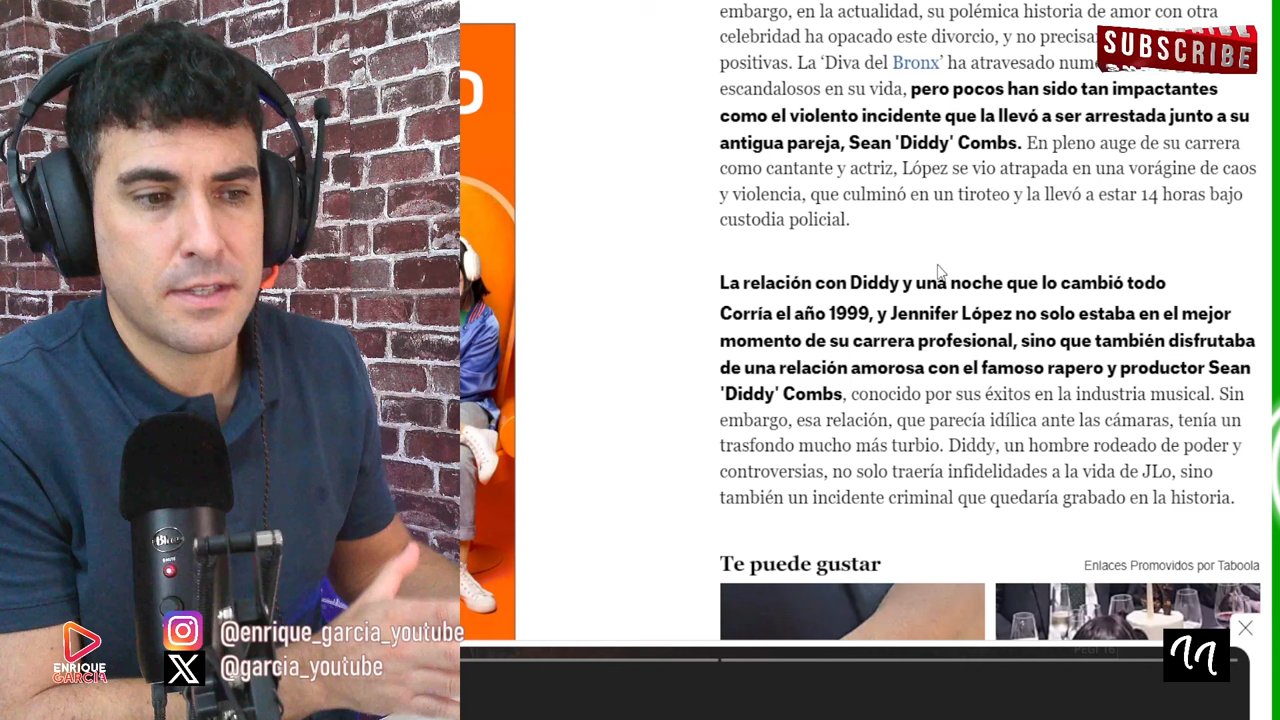 embargo, en la actualidad, su polémica historia de amor con otra
celebridad ha opacado este divorcio, y no
positivas. La ‘Diva del Bronx’ ha atravesado
escandalosos en su vida, pero pocos han sido tan impactantes
como el violento incidente que la llevó a ser arrestada junto a su
antigua pareja, Sean 'Diddy' Combs. En pleno auge de su carrera
como cantante y actriz, López se vio atrapada en una vorágine de caos
y violencia, que culminó en un tiroteo y la llevó a estar 14 horas bajo
custodia policial.
SUBSCRIBE
La relación con Diddy y una noche que lo cambió todo
Corría el año 1999, y Jennifer López no solo estaba en el mejor
momento de su carrera profesional, sino que también disfrutaba
de una relación amorosa con el famoso rapero y productor Sean
'Diddy' Combs, conocido por sus éxitos en la industria musical. Sin
embargo, esa relación, que parecía idílica ante las cámaras, tenía un
trasfondo mucho más turbio. Diddy, un hombre rodeado de poder y
controversias, no solo traería infidelidades a la vida de JLo, sino
también un incidente criminal que quedaría grabado en la historia.
Te puede gustar
Enlaces Promovidos por Taboola
Blue
MUTE
@enrique_garcia_youtube
@garcia_youtube
ENRIQUE
GARCIA
PEGI 16